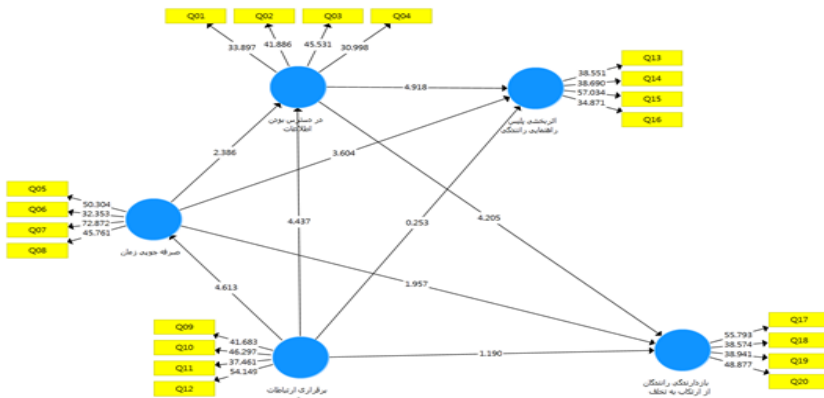 Q01 Q02 Q03 Q04
33.897 41.886 45.531 30.998
Q13
Q14
Q15
Q16
38.551
38.690
57.034
34.871
4.918
در دسترس بودن
اطلاعات
اثربخشی پلیس
راهنمایی رانندگی
2.386
3.604
Q05
Q06
Q07
Q08
50.304
32.353
72.872
45.761
4.437
0.253
4.205
صرفه جویی زمان
4.613
1.957
Q09
Q10
Q11
Q12
41.683
46.297
37.461
54.149
1.190
Q17
Q18
Q19
Q20
55.793
38.574
38.941
48.877
برقراری ارتباطات
بازدارندگی رانندگان
از ارتکاب به تخلف